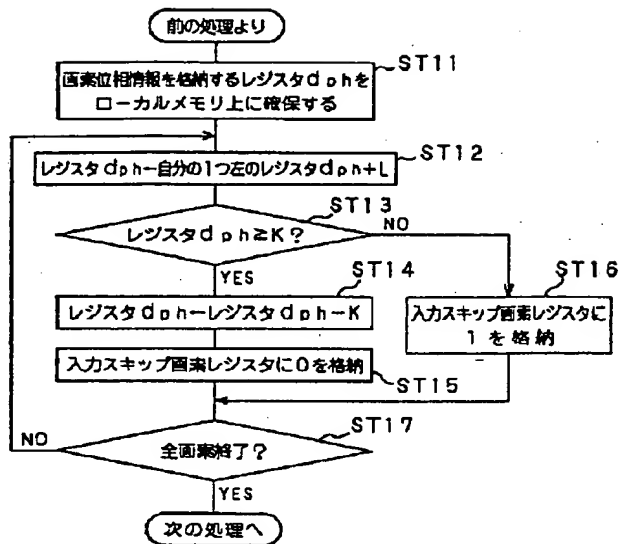 前の処理より
ST11
画素位相情報を格納するレジスタdphを
ローカルメモリ上に確保する
ST12
レジスタdph←自分の1つ左のレジスタdph+L
ST13
レジスタdph≧K?
NO
YES
ST14
レジスタdph←レジスタdph-K
ST16
入力スキップ画素レジスタに
1を格納
入力スキップ画素レジスタに0を格納
ST15
ST17
NO
全画素終了?
YES
次の処理へ